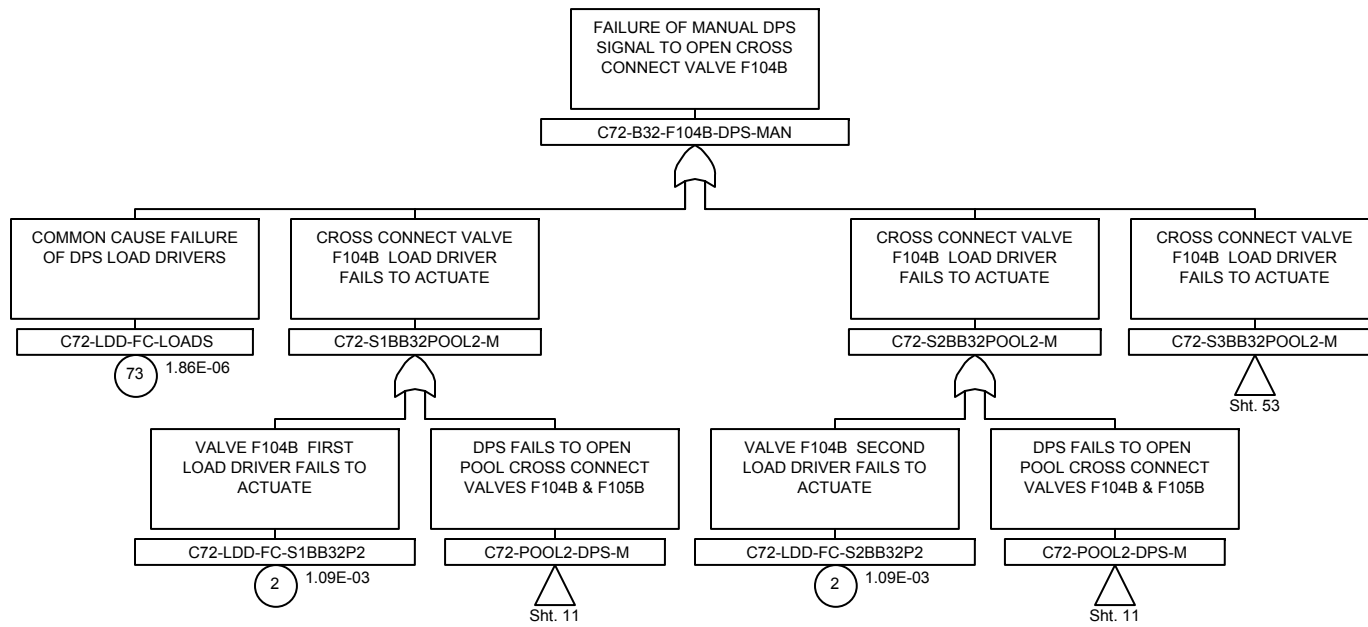 FAILURE OF MANUAL DPS
SIGNAL TO OPEN CROSS
CONNECT VALVE F104B
C72-B32-F104B-DPS-MAN
COMMON CAUSE FAILURE
OF DPS LOAD DRIVERS
C72-LDD-FC-LOADS
73
1.86E-06
CROSS CONNECT VALVE
F104B LOAD DRIVER
FAILS TO ACTUATE
C72-S1BB32POOL2-M
CROSS CONNECT VALVE
F104B LOAD DRIVER
FAILS TO ACTUATE
C72-S2BB32POOL2-M
CROSS CONNECT VALVE
F104B LOAD DRIVER
FAILS TO ACTUATE
C72-S3BB32POOL2-M
Sht. 53
VALVE F104B FIRST
LOAD DRIVER FAILS TO
ACTUATE
C72-LDD-FC-S1BB32P2
2
1.09E-03
DPS FAILS TO OPEN
POOL CROSS CONNECT
VALVES F104B & F105B
C72-POOL2-DPS-M
Sht. 11
VALVE F104B SECOND
LOAD DRIVER FAILS TO
ACTUATE
C72-LDD-FC-S2BB32P2
2
1.09E-03
DPS FAILS TO OPEN
POOL CROSS CONNECT
VALVES F104B & F105B
C72-POOL2-DPS-M
Sht. 11